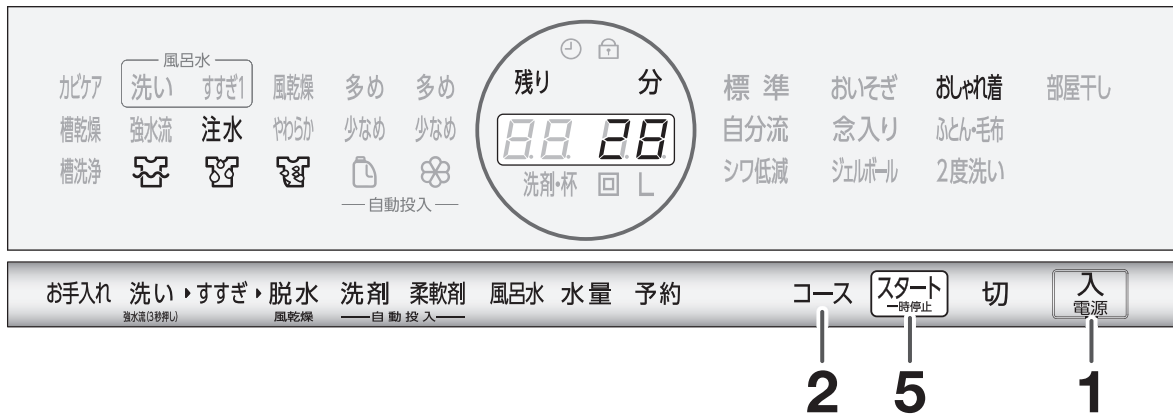 風呂水
カビケア 洗い すすぎ1 風乾燥 多め 多め 残り 分 標準 おいそぎ おしゃれ着 部屋干し
槽乾燥 強水流 注水 やわらか 少なめ 少なめ 88 28 自分流 念入り ふとん・毛布
槽洗浄 洗剤・杯 回 L シワ低減 ジェルボール 2度洗い
自動投入
お手入れ 洗い すすぎ 脱水 洗剤 柔軟剤 風呂水 水量 予約 コース スタート 切 入
強水流(3秒押し) 風乾燥 自動投入 一時停止 電源
2 5 1